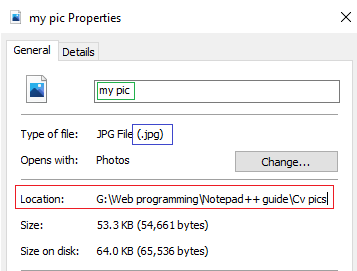 my pic Properties
General Details
my pic
Type of file: JPG File (.jpg)
Opens with: Photos Change...
Location: G:\Web programming\Notepad++ guide\Cv pics
Size: 53.3 KB (54,661 bytes)
Size on disk: 64.0 KB (65,536 bytes)